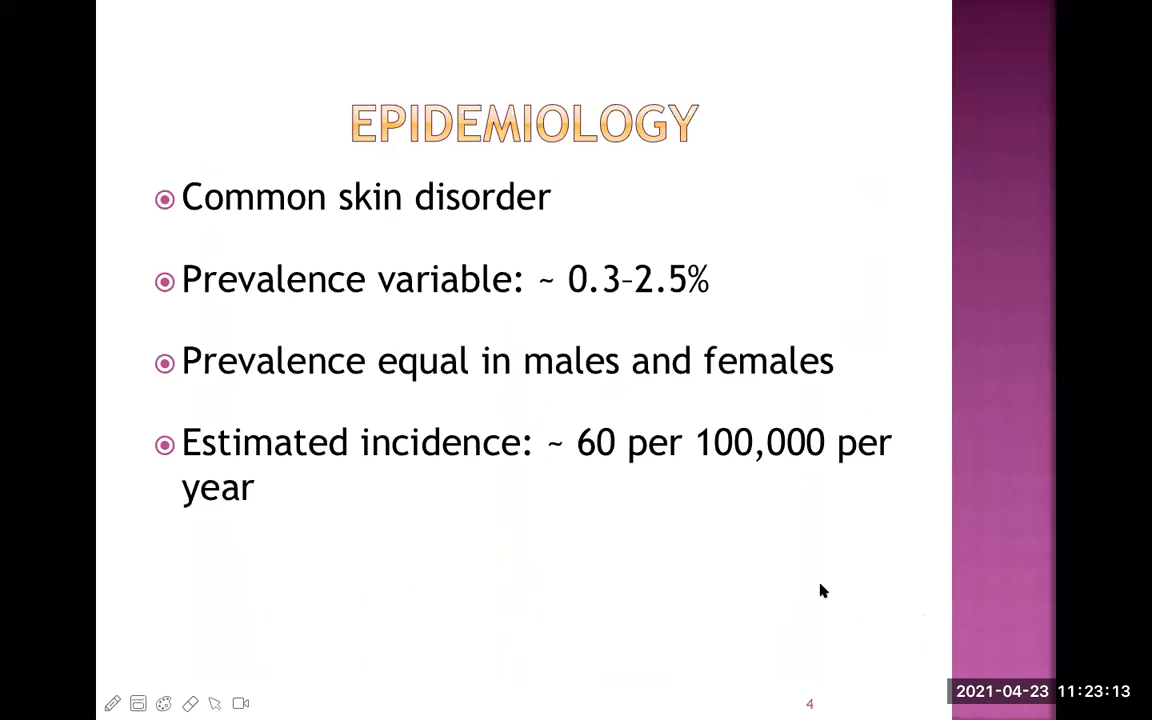 EPIDEMIOLOGY
Common skin disorder
Prevalence variable: ~ 0.3–2.5%
Prevalence equal in males and females
Estimated incidence: ~ 60 per 100,000 per
year
4
2021-04-23 11:23:13